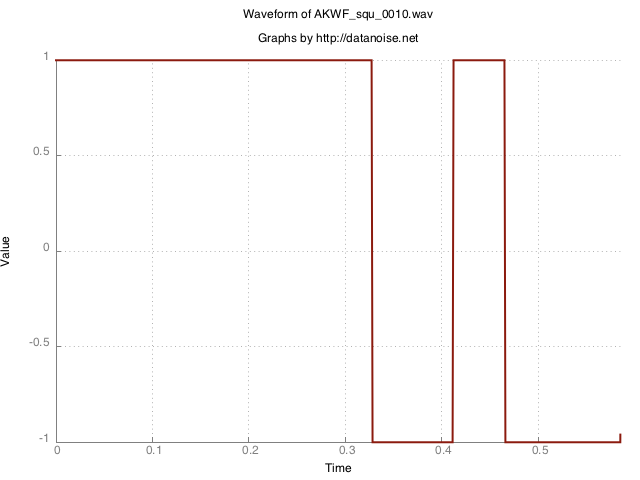 Waveform of AKWF_squ_0010.wav
Graphs by http://datanoise.net
1
0.5
0
-0.5
-1
Value
0 0.1 0.2 0.3 0.4 0.5
Time